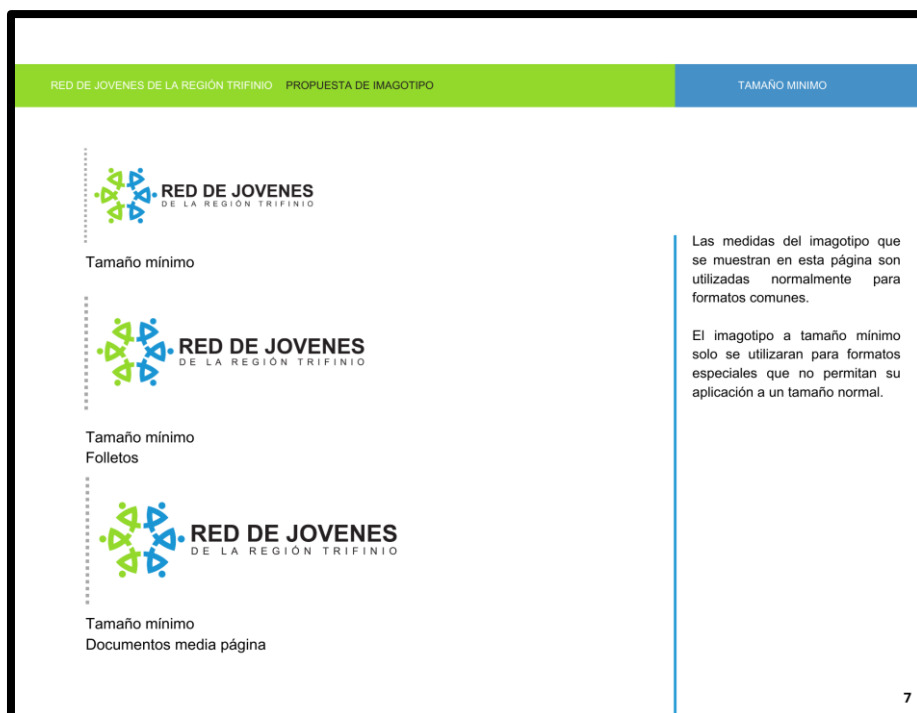 RED DE JOVENES DE LA REGIÓN TRIFINIO PROPUESTA DE IMAGOTIPO
TAMAÑO MINIMO
RED DE JOVENES
DE LA REGIÓN TRIFINIO
Tamaño mínimo
RED DE JOVENES
DE LA REGIÓN TRIFINIO
Tamaño mínimo
Folletos
RED DE JOVENES
DE LA REGIÓN TRIFINIO
Tamaño mínimo
Documentos media página
Las medidas del imagotipo que
se muestran en esta página son
utilizadas normalmente para
formatos comunes.
El imagotipo a tamaño mínimo
solo se utilizaran para formatos
especiales que no permitan su
aplicación a un tamaño normal.
7